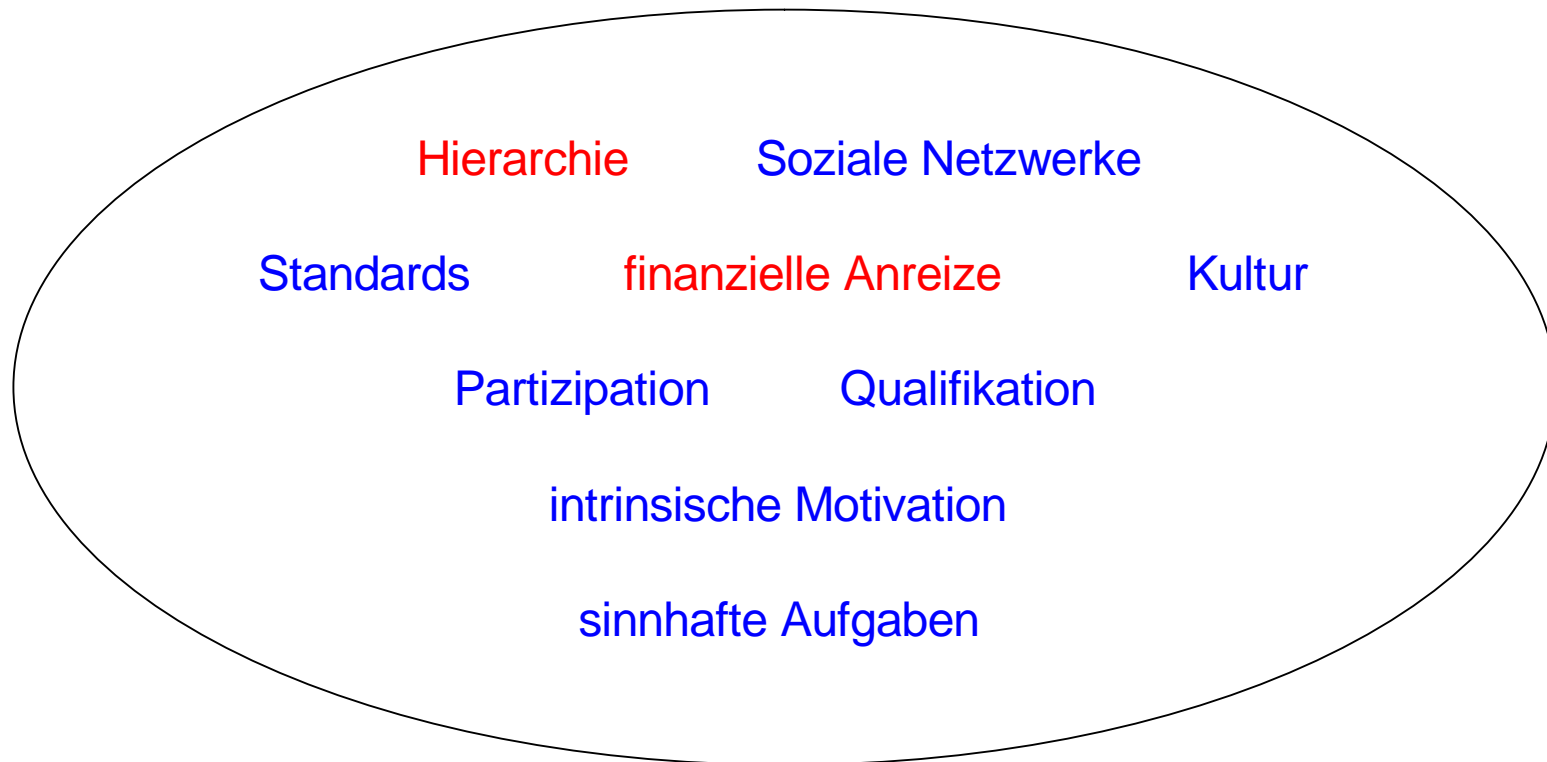 Hierarchie Soziale Netzwerke
Standards finanzielle Anreize Kultur
Partizipation Qualifikation
intrinsische Motivation
sinnhafte Aufgaben